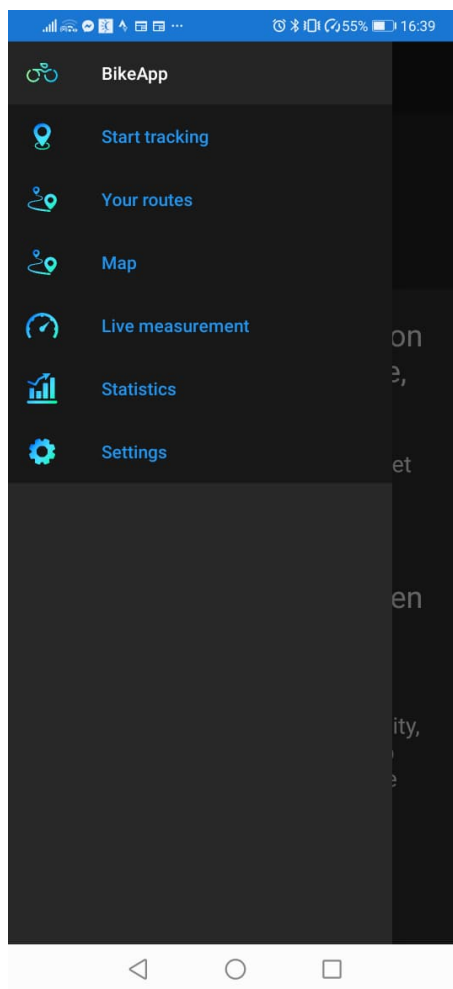 55% 16:39
BikeApp
Start tracking
Your routes
Map
Live measurement
on
e,
Statistics
Settings
et
en
ity,
e